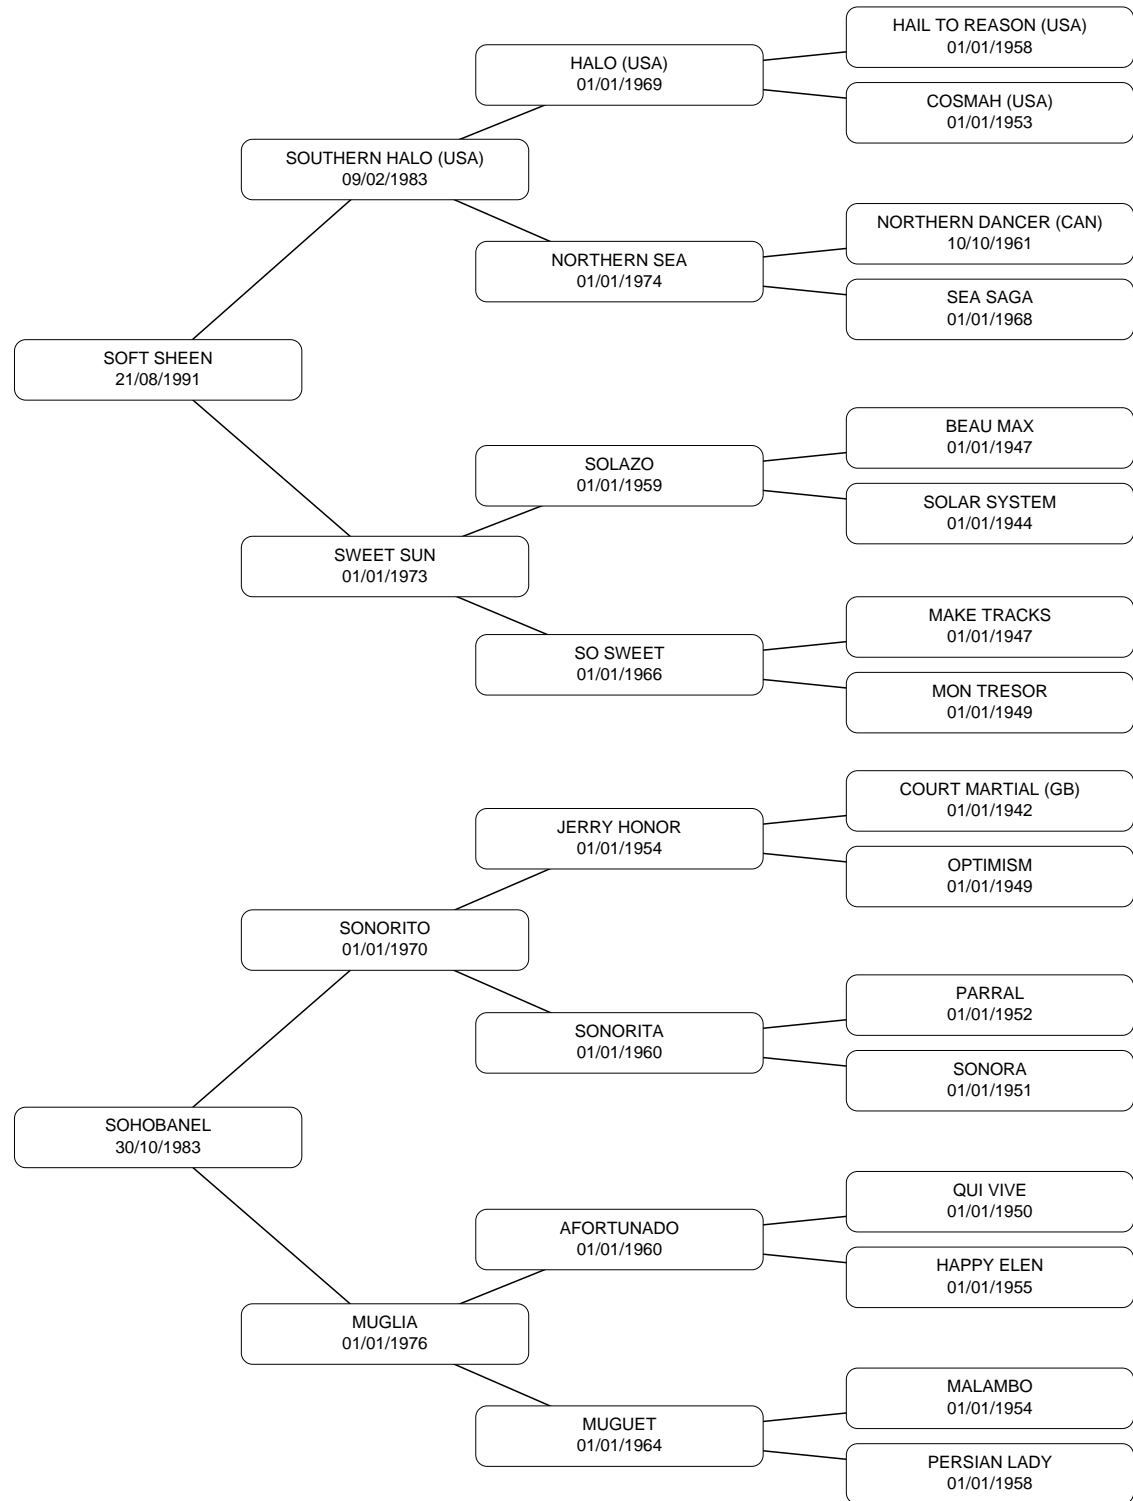 HAIL TO REASON (USA)
01/01/1958
HALO (USA)
01/01/1969
COSMAH (USA)
01/01/1953
SOUTHERN HALO (USA)
09/02/1983
NORTHERN DANCER (CAN)
10/10/1961
NORTHERN SEA
01/01/1974
SEA SAGA
01/01/1968
SOFT SHEEN
21/08/1991
BEAU MAX
01/01/1947
SOLAZO
01/01/1959
SOLAR SYSTEM
01/01/1944
SWEET SUN
01/01/1973
MAKE TRACKS
01/01/1947
SO SWEET
01/01/1966
MON TRESOR
01/01/1949
COURT MARTIAL (GB)
01/01/1942
JERRY HONOR
01/01/1954
OPTIMISM
01/01/1949
SONORITO
01/01/1970
PARRAL
01/01/1952
SONORITA
01/01/1960
SONORA
01/01/1951
SOHOBANEL
30/10/1983
QUI VIVE
01/01/1950
AFORTUNADO
01/01/1960
HAPPY ELEN
01/01/1955
MUGLIA
01/01/1976
MALAMBO
01/01/1954
MUGUET
01/01/1964
PERSIAN LADY
01/01/1958